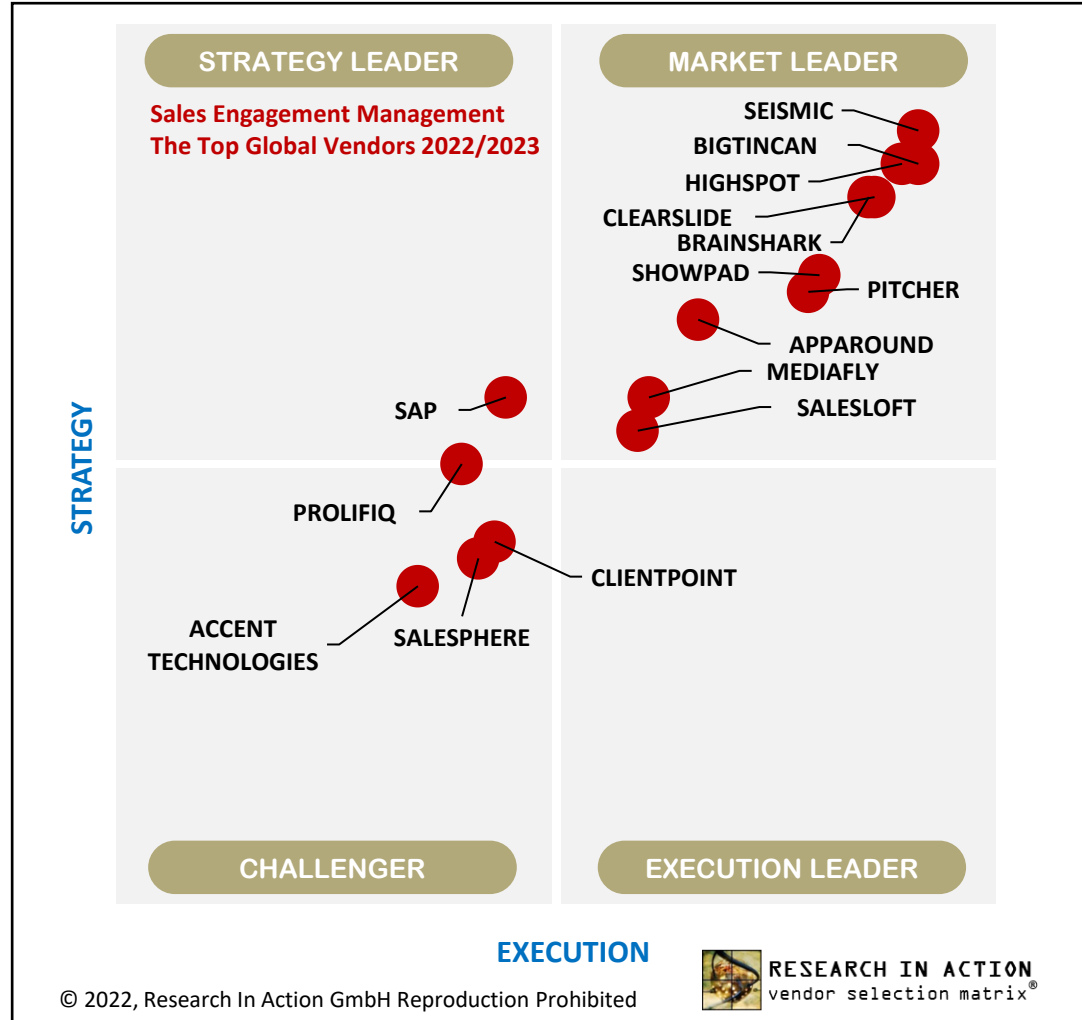 STRATEGY LEADER
MARKET LEADER
Sales Engagement Management
The Top Global Vendors 2022/2023
SEISMIC
BIGTINCAN
HIGHSPOT
CLEARSLIDE
BRAINSHARK
SHOWPAD
PITCHER
APPAROUND
MEDIAFLY
SAP
SALESLOFT
STRATEGY
PROLIFIQ
CLIENTPOINT
ACCENT
TECHNOLOGIES
SALESPHERE
CHALLENGER
EXECUTION LEADER
EXECUTION
RESEARCH IN ACTION
vendor selection matrix®
© 2022, Research In Action GmbH Reproduction Prohibited